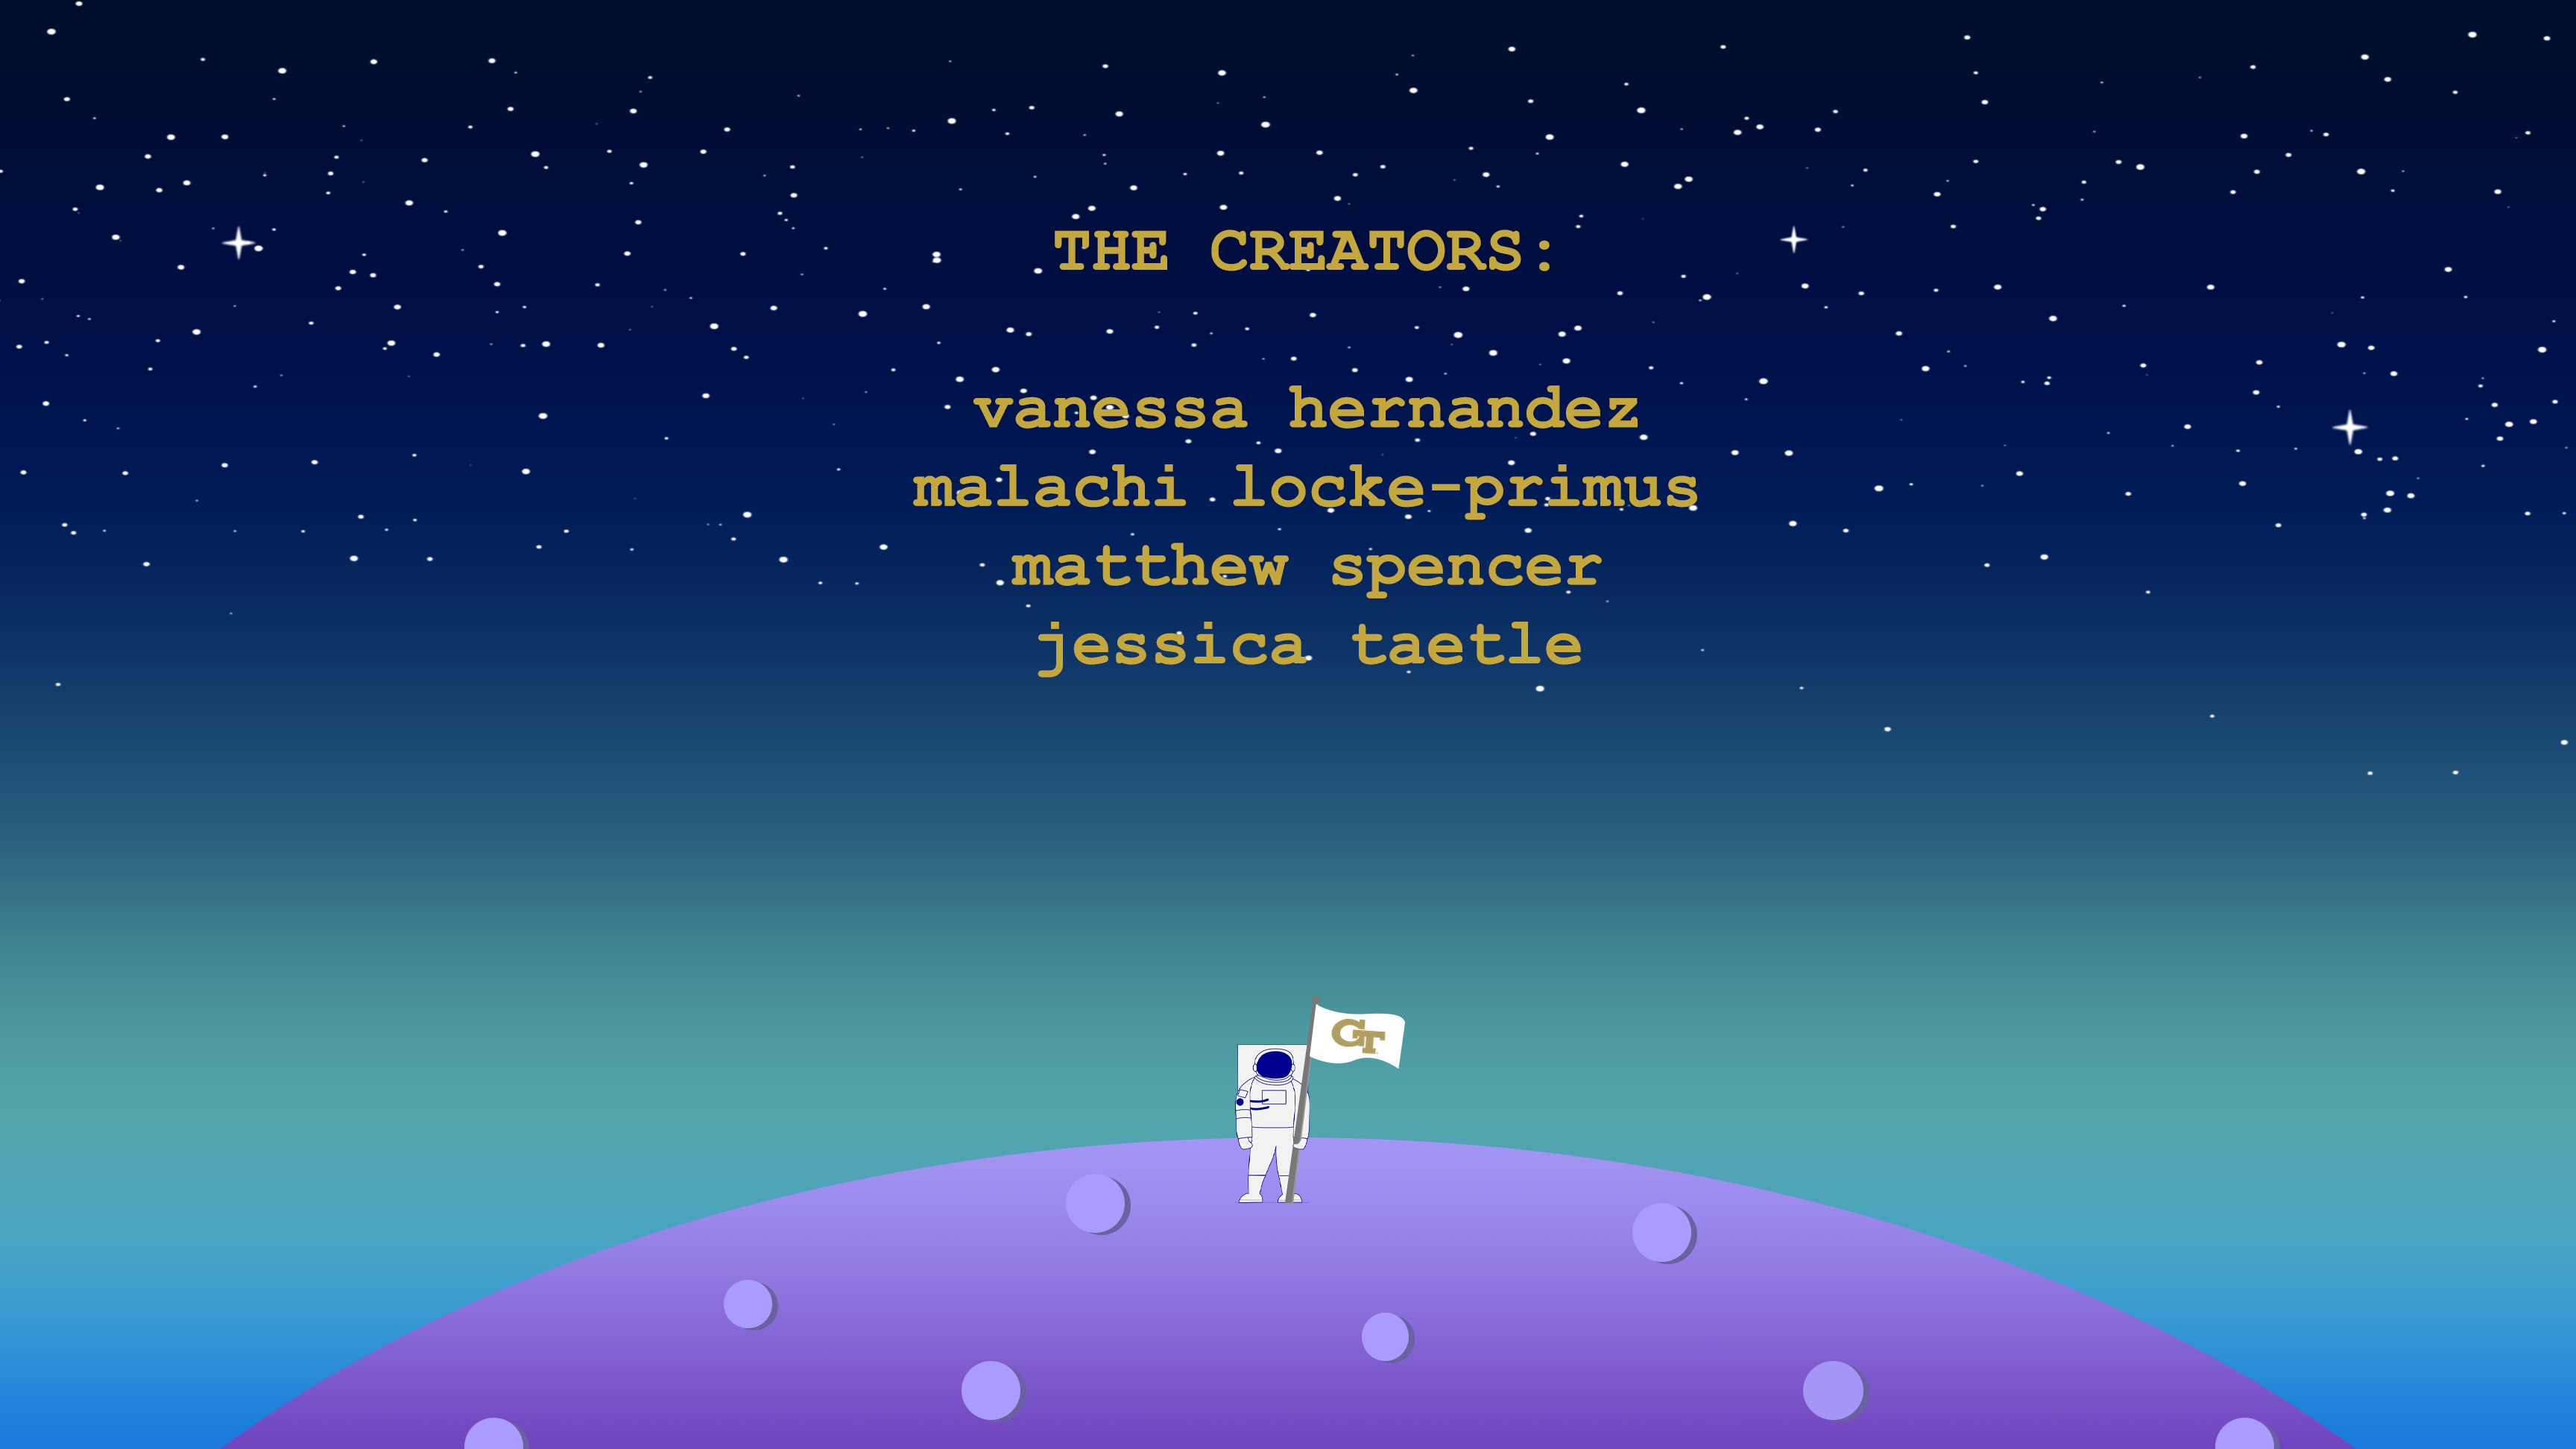 THE CREATORS:
vanessa hernandez
malachi locke-primus
matthew spencer
jessica taetle
GT